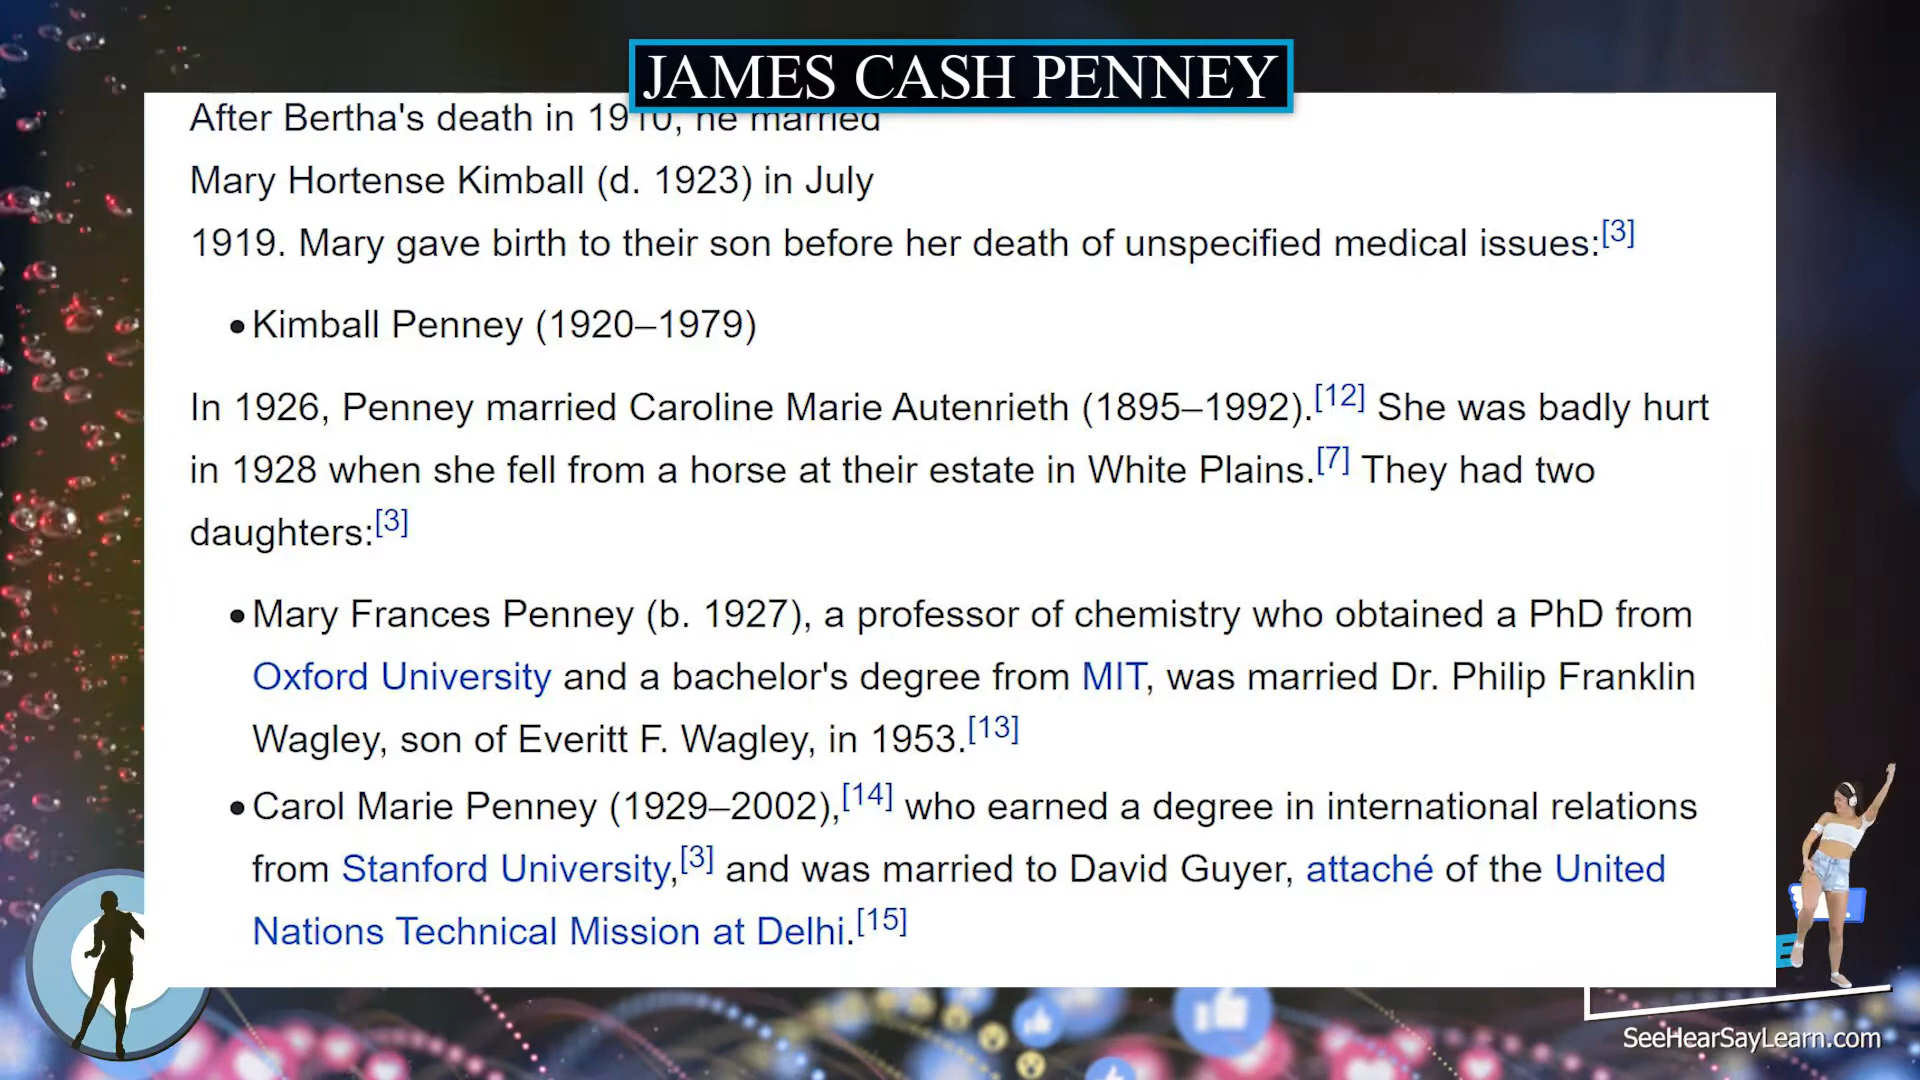 JAMES CASH PENNEY
After Bertha's death in 1910, he married
Mary Hortense Kimball (d. 1923) in July
1919. Mary gave birth to their son before her death of unspecified medical issues:[3]
• Kimball Penney (1920–1979)
In 1926, Penney married Caroline Marie Autenrieth (1895–1992).[12] She was badly hurt
in 1928 when she fell from a horse at their estate in White Plains.[7] They had two
daughters:[3]
• Mary Frances Penney (b. 1927), a professor of chemistry who obtained a PhD from
Oxford University and a bachelor's degree from MIT, was married Dr. Philip Franklin
Wagley, son of Everitt F. Wagley, in 1953.[13]
• Carol Marie Penney (1929–2002),[14] who earned a degree in international relations
from Stanford University,[3] and was married to David Guyer, attaché of the United
Nations Technical Mission at Delhi.[15]
SeeHearSayLearn.com